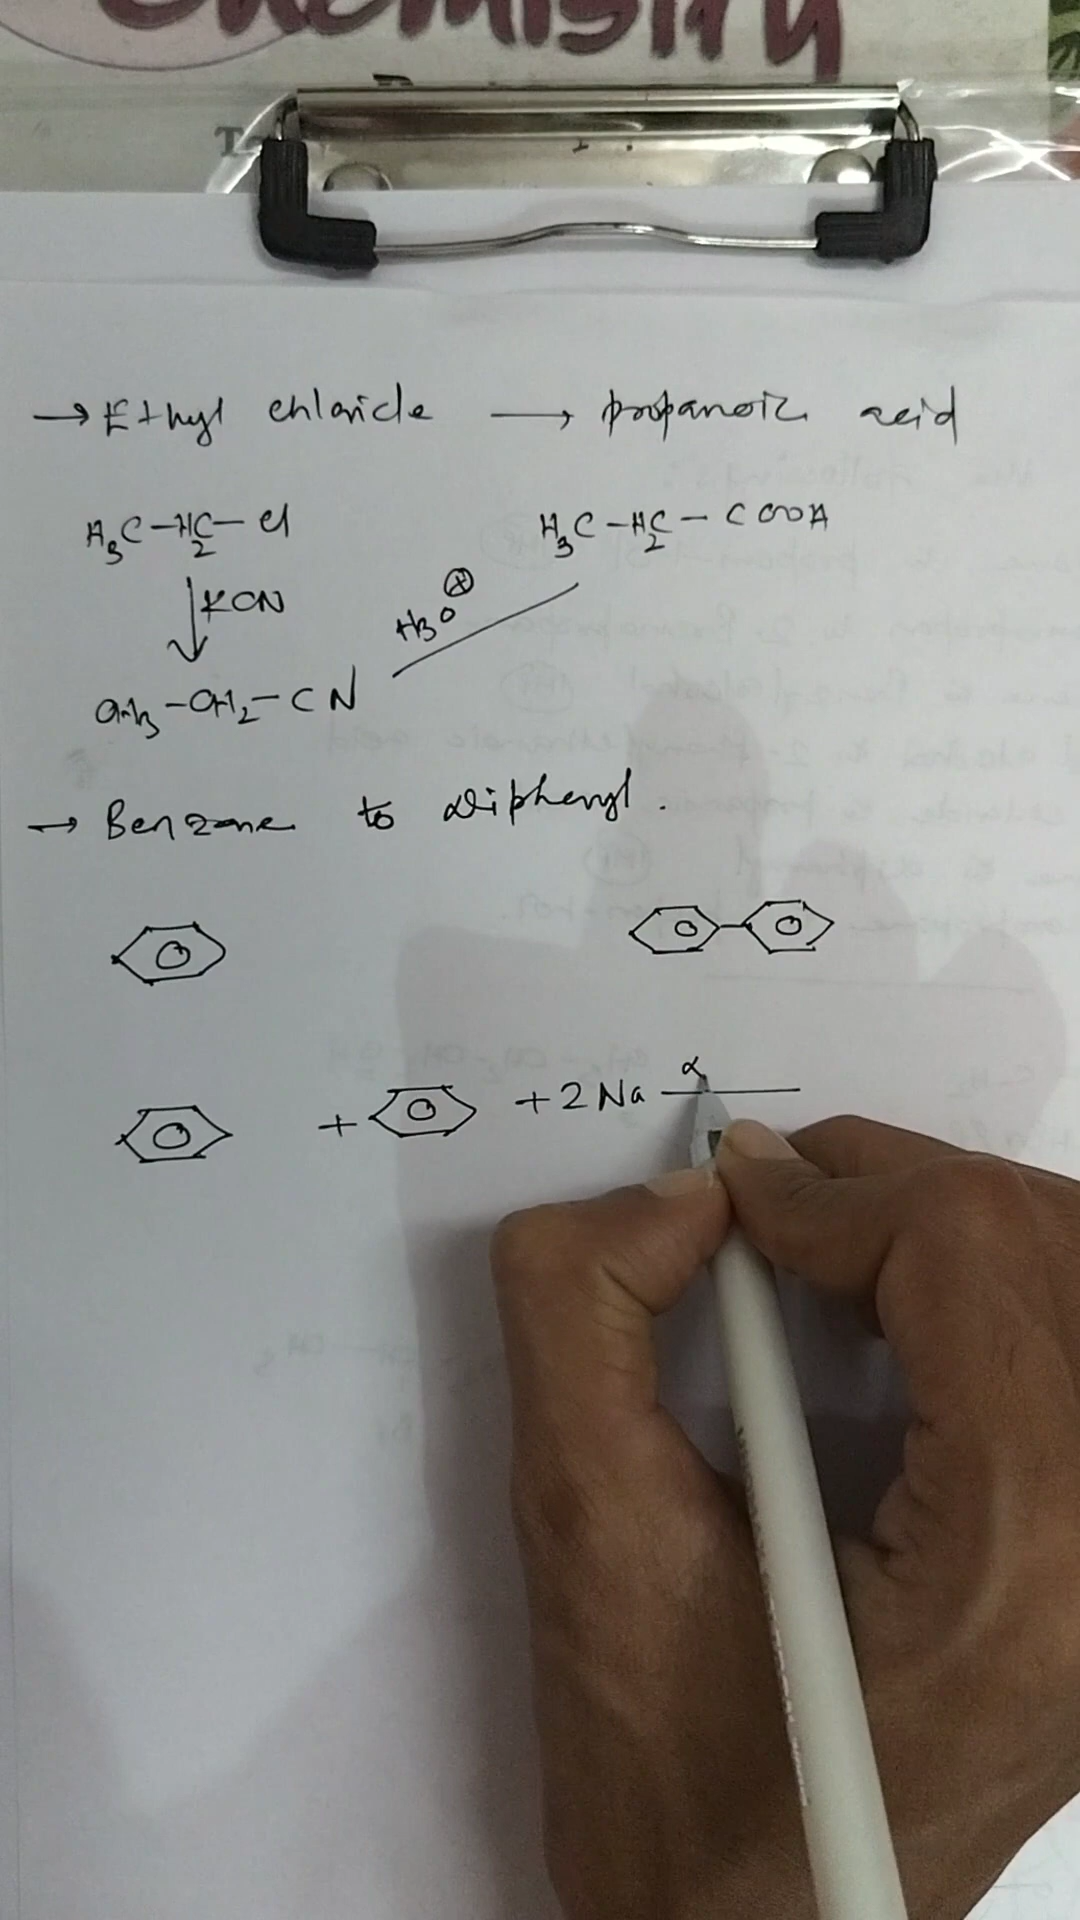 Chemistry
→ Ethyl chloride → propanoic acid
H3C-H2C-Cl H3C-H2C-COOH
KCN H3O+
CH3-CH2-CN
→ Benzene to diphenyl.
+ + 2Na